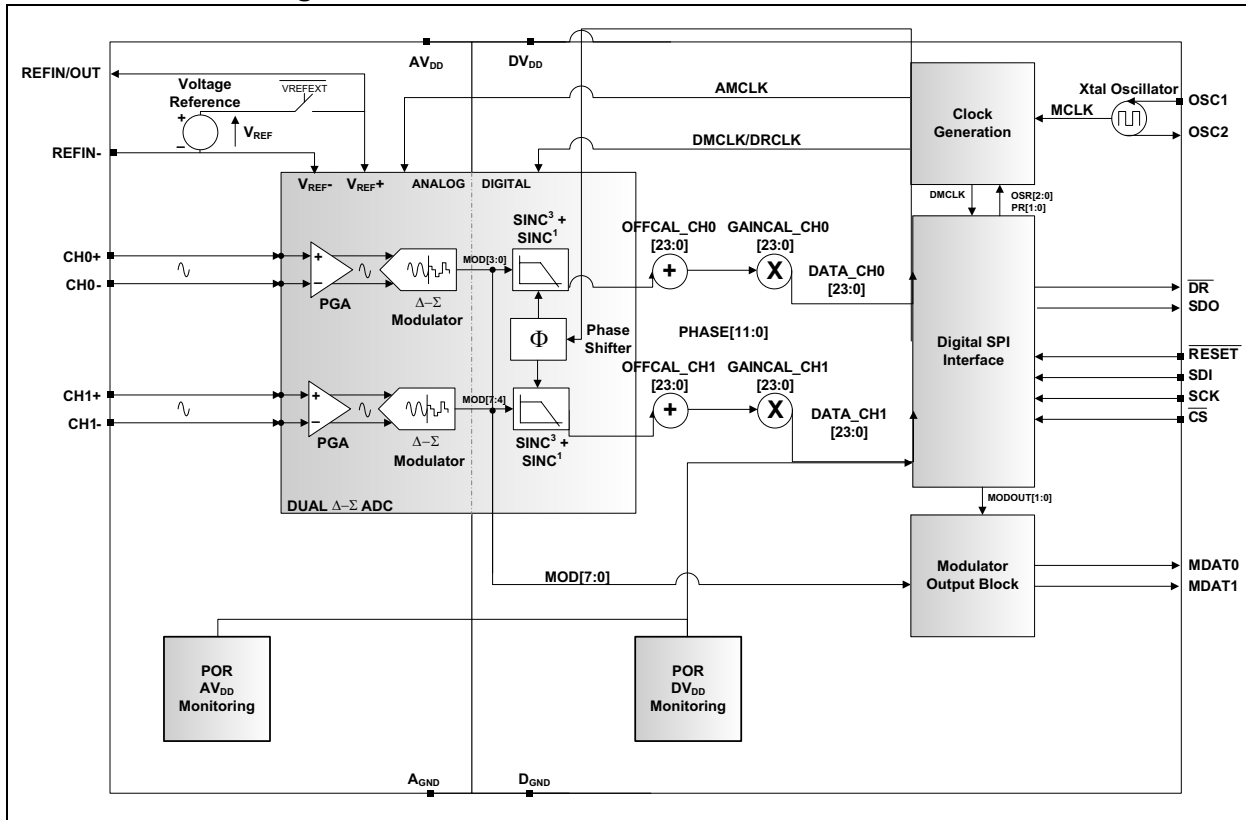 AVDD
DVDD
REFIN/OUT
Voltage
Reference
VREFEXT
+
−
VREF
REFIN-
AMCLK
DMCLK/DRCLK
Clock
Generation
Xtal Oscillator
MCLK
OSC1
OSC2
VREF-
VREF+
ANALOG
DIGITAL
DMCLK
OSR[2:0]
PR[1:0]
CH0+
CH0-
+
−
PGA
Δ–Σ
Modulator
MOD[3:0]
SINC3 +
SINC1
OFFCAL_CH0
[23:0]
+
GAINCAL_CH0
[23:0]
X
DATA_CH0
[23:0]
Φ
Phase
Shifter
PHASE[11:0]
Digital SPI
Interface
DR
SDO
RESET
SDI
SCK
CS
CH1+
CH1-
+
−
PGA
Δ–Σ
Modulator
MOD[7:4]
SINC3 +
SINC1
OFFCAL_CH1
[23:0]
+
GAINCAL_CH1
[23:0]
X
DATA_CH1
[23:0]
DUAL Δ–Σ ADC
MODOUT[1:0]
MOD[7:0]
Modulator
Output Block
MDAT0
MDAT1
POR
AVDD
Monitoring
POR
DVDD
Monitoring
AGND
DGND